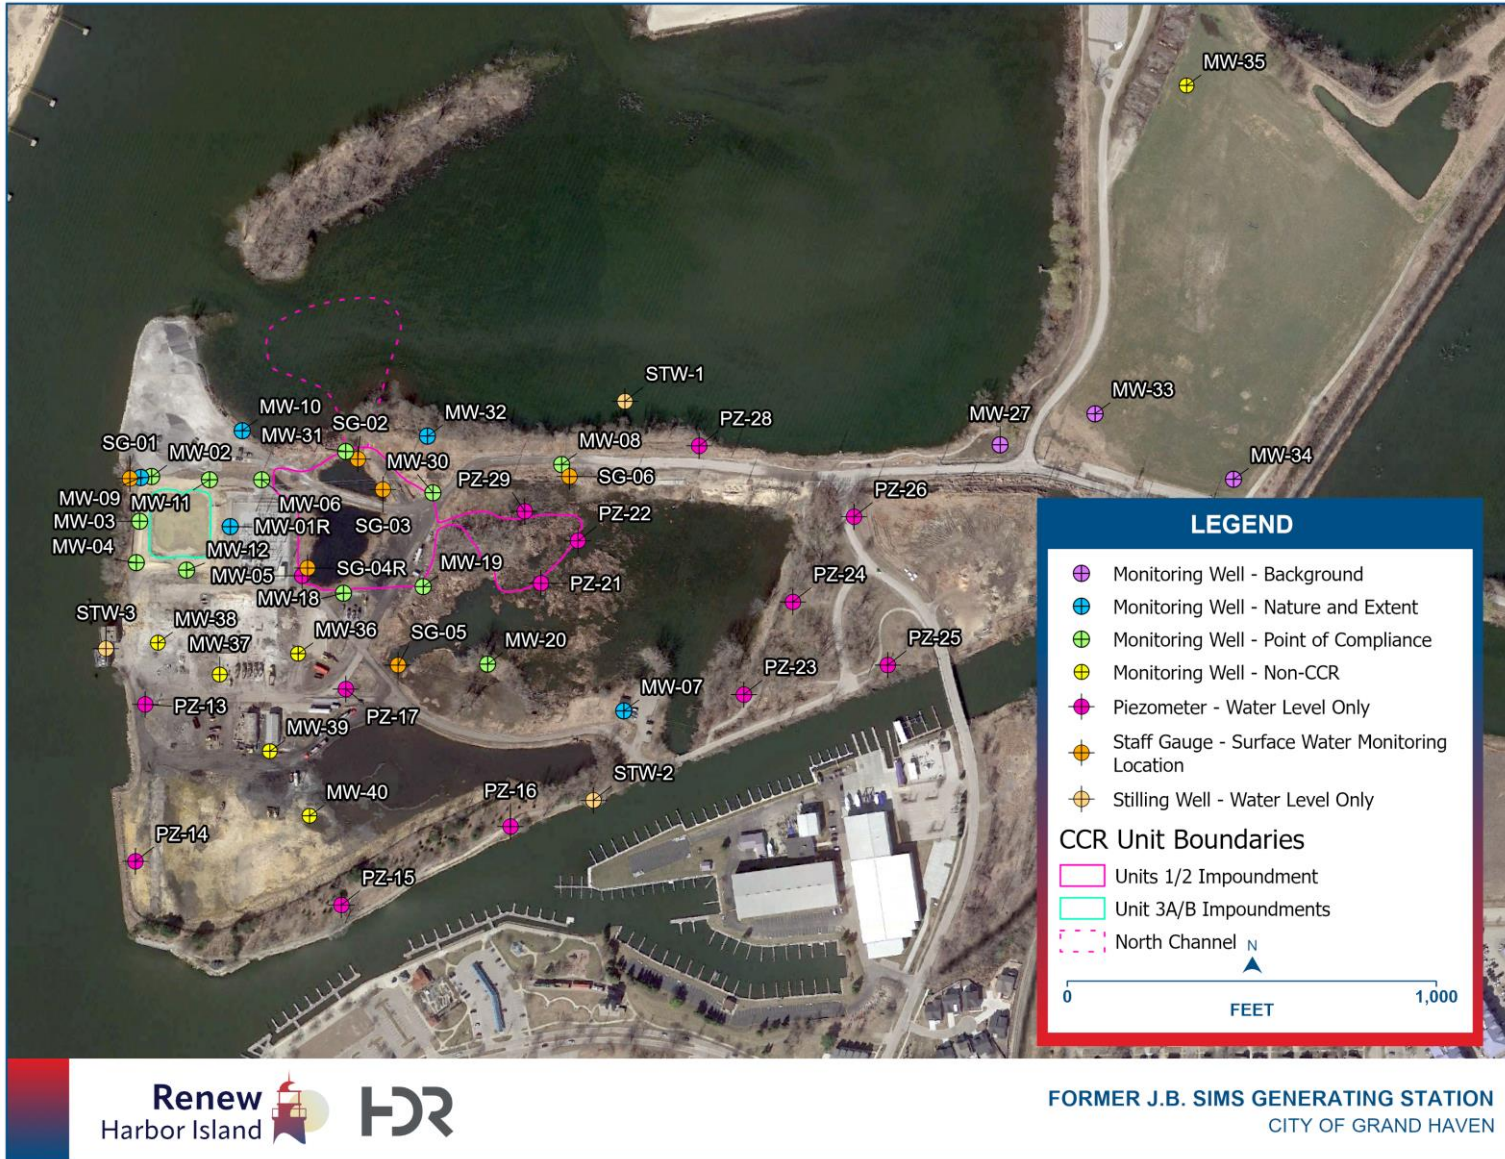 MW-35
STW-1
MW-33
MW-10
SG-02
MW-32
MW-31
PZ-28
MW-27
MW-08
SG-01
MW-02
MW-30
MW-34
PZ-29
SG-06
PZ-26
MW-09
MW-11
MW-06
PZ-22
MW-03
MW-01R
SG-03
MW-04
MW-12
MW-05
SG-04R
MW-19
PZ-21
PZ-24
MW-18
STW-3
MW-38
MW-37
MW-36
SG-05
MW-20
PZ-23
PZ-25
PZ-13
PZ-17
MW-07
MW-39
STW-2
MW-40
PZ-16
PZ-14
PZ-15
LEGEND
Monitoring Well - Background
Monitoring Well - Nature and Extent
Monitoring Well - Point of Compliance
Monitoring Well - Non-CCR
Piezometer - Water Level Only
Staff Gauge - Surface Water Monitoring
Location
Stilling Well - Water Level Only
CCR Unit Boundaries
Units 1/2 Impoundment
Unit 3A/B Impoundments
North Channel
N
0
1,000
FEET
Renew
Harbor Island
HDR
FORMER J.B. SIMS GENERATING STATION
CITY OF GRAND HAVEN